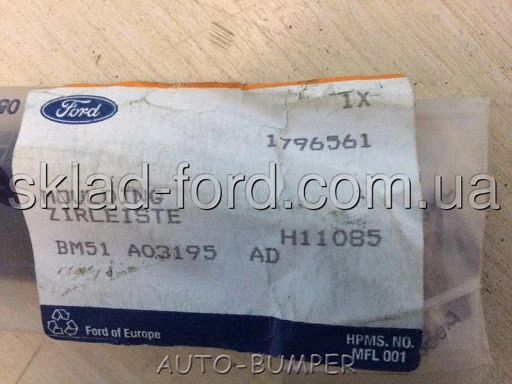 Ford
IX
1796561
sklad-ford.com.ua
MOULDING
ZIRLEISTE
H11085
BM51 A03195 AD
Ford of Europe
HPMS. NO.
MFL 001
AUTO-BUMPER